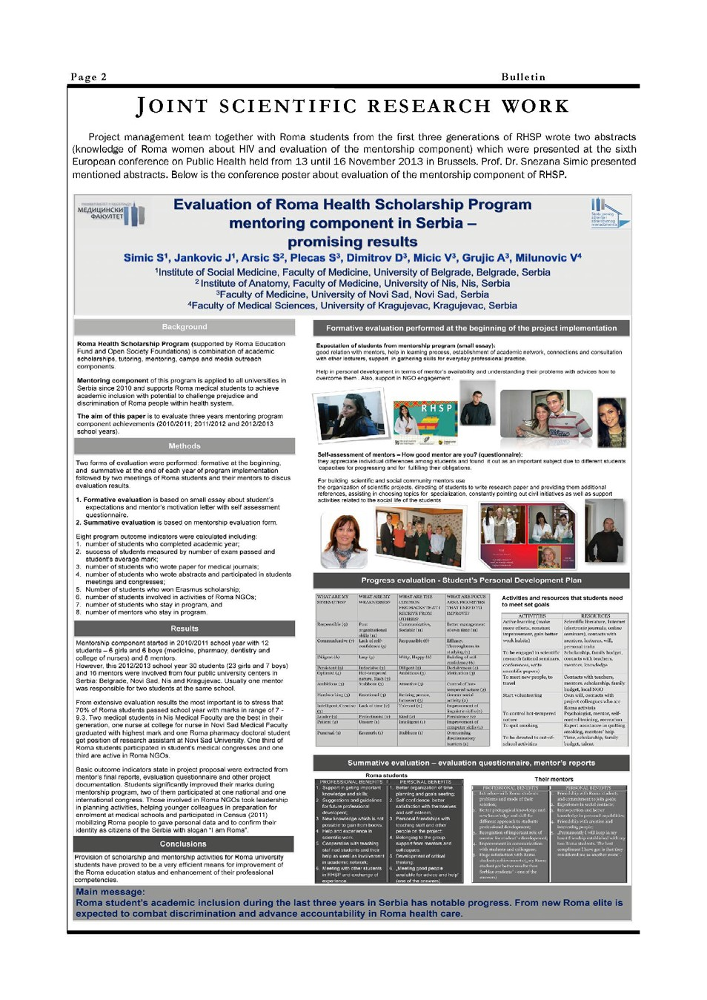 Page 2
Bulletin
JOINT SCIENTIFIC RESEARCH WORK
Project management team together with Roma students from the first three generations of RHSP wrote two abstracts
(knowledge of Roma women about HIV and evaluation of the mentorship component) which were presented at the sixth
European conference on Public Health held from 13 until 16 November 2013 in Brussels. Prof. Dr. Snezana Simic presented
mentioned abstracts. Below is the conference poster about evaluation of the mentorship component of RHSP.
МЕДИЦИНСКИ
ФАКУЛТЕТ
Evaluation of Roma Health Scholarship Program
mentoring component in Serbia –
promising results
Simic S¹, Jankovic J¹, Arsic S², Plecas S³, Dimitrov D³, Micic V³, Grujic A³, Milunovic V⁴
¹Institute of Social Medicine, Faculty of Medicine, University of Belgrade, Belgrade, Serbia
² Institute of Anatomy, Faculty of Medicine, University of Nis, Nis, Serbia
³Faculty of Medicine, University of Novi Sad, Novi Sad, Serbia
⁴Faculty of Medical Sciences, University of Kragujevac, Kragujevac, Serbia
Background
Roma Health Scholarship Program (supported by Roma Education
Fund and Open Society Foundations) is combination of academic
scholarships, tutoring, mentoring, camps and media outreach
components.
Mentoring component of this program is applied to all universities in
Serbia since 2010 and supports Roma medical students to achieve
academic inclusion with potential to challenge prejudice and
discrimination of Roma people within health system.
The aim of this paper is to evaluate three years mentoring program
component achievements (2010/2011; 2011/2012 and 2012/2013
school years).
Methods
Two forms of evaluation were performed: formative at the beginning,
and summative at the end of each year of program implementation
followed by two meetings of Roma students and their mentors to discus
evaluation results.
1. Formative evaluation is based on small essay about student's
expectations and mentor's motivation letter with self assessment
questionnaire.
2. Summative evaluation is based on mentorship evaluation form.
Eight program outcome indicators were calculated including:
1. number of students who completed academic year;
2. success of students measured by number of exam passed and
student's average mark;
3. number of students who wrote paper for medical journals;
4. number of students who wrote abstracts and participated in students
meetings and congresses;
5. Number of students who won Erasmus scholarship;
6. number of students involved in activities of Roma NGOs;
7. number of students who stay in program, and
8. number of mentors who stay in program.
Results
Mentorship component started in 2010/2011 school year with 12
students – 6 girls and 6 boys (medicine, pharmacy, dentistry and
college of nurses) and 8 mentors.
However, this 2012/2013 school year 30 students (23 girls and 7 boys)
and 16 mentors were involved from four public university centers in
Serbia: Belgrade, Novi Sad, Nis and Kragujevac. Usually one mentor
was responsible for two students at the same school.
From extensive evaluation results the most important is to stress that
70% of Roma students passed school year with marks in range of 7 -
9.3. Two medical students in Nis Medical Faculty are the best in their
generation, one nurse at college for nurse in Novi Sad Medical Faculty
graduated with highest mark and one Roma pharmacy doctoral student
got position of research assistant at Novi Sad University. One third of
Roma students participated in student's medical congresses and one
third are active in Roma NGOs.
Basic outcome indicators state in project proposal were extracted from
mentor's final reports, evaluation questionnaire and other project
documentation. Students significantly improved their marks during
mentorship program, two of them participated at one national and one
international congress. Those involved in Roma NGOs took leadership
in planning activities, helping younger colleagues in preparation for
enrolment at medical schools and participated in Census (2011)
mobilizing Roma people to gave personal data and to confirm their
identity as citizens of the Serbia with slogan "I am Roma".
Conclusions
Provision of scholarship and mentorship activities for Roma university
students have proved to be a very efficient means for improvement of
the Roma education status and enhancement of their professional
competencies.
Formative evaluation performed at the beginning of the project implementation
Expectation of students from mentorship program (small essay):
good relation with mentors, help in learning process, establishment of academic network, connections and consultation
with other lecturers, support in gathering skills for everyday professional practice.
Help in personal development in terms of mentor's availability and understanding their problems with advices how to
overcome them . Also, support in NGO engagement .
RHSP
Self-assessment of mentors – How good mentor are you? (questionnaire):
they appreciate individual differences among students and found it out as an important subject due to different students
capacities for progressing and for fulfilling their obligations.
For building scientific and social community mentors use
the organization of scientific projects, directing of students to write research paper and providing them additional
references, assisting in choosing topics for specialization, constantly pointing out civil initiatives as well as support
activities related to the social life of the students
Progress evaluation - Student's Personal Development Plan
WHAT ARE MY STRENGTHS? WHAT ARE MY WEAKNESSES? WHAT ARE THE COMMON FEEDBACKS THAT I RECEIVE FROM OTHERS? WHAT ARE FOCUS AREA PRIORITIES THAT I NEED TO IMPROVE?
Responsible (9) Poor organizational skills (11) Communicative, Sociable (11) Better management of own time (11)
Communicative (7) Lack of self-confidence (5) Responsible (8) Efficacy, Thoroughness in studying (7)
Diligent (6) Lazy (5) Witty, Happy (6) Building of self-confidence (6)
Persistent (5) Indecisive (3) Diligent (5) Decisiveness (4)
Optimist (4) Hot-tempered nature, Rash (3) Ambitious (5) Motivation (3)
Ambitious (3) Stubborn (3) Attractive (3) Control of hot-tempered nature (2)
Hardworking (3) Emotional (3) Greater social activity (2)
Lack of time (2) Tolerant (2) Improvement of linguistic skills (2)
Leader (3) Perfectionist (2) Kind (2) Persistence (2)
Patient (2) Unsure (1) Intelligent (1) Improvement of computer skills (1)
Punctual (1) Eccentric (1) Stubborn (1) Overcoming discriminatory barriers (1)
Activities and resources that students need
to meet set goals
ACTIVITIES RESOURCES
Active learning (make more efforts, constant improvement, gain better work habits) Scientific literature, Internet (electronic journals, online seminars), contacts with mentors, lectures, will, personal traits
To be engaged in scientific research (attend seminars, conferences, write scientific papers) Scholarship, family budget, contacts with teachers, mentors, knowledge
To meet new people, to travel Contacts with teachers, mentors, scholarship, family budget, local NGO
Start volunteering Own will, contacts with project colleagues who are Roma activists
To control hot-tempered nature Psychologist, mentor, self-control training, recreation
To quit smoking Expert assistance in quitting smoking, mentors' help
To be devoted to out-of-school activities Time, scholarship, family budget, talent
Summative evaluation – evaluation questionnaire, mentor's reports
Roma students
PROFESSIONAL BENEFITS
1. Support in geting important
knowledge and skills;
2. Suggestions and guidelines
for future professional
development;
3. New knowledge which is not
possible to gain from books;
4. Help and experience in
scientific work.
5. Cooperation with teaching
staf nad students and their
help as well as involvement
in academic network;
6. Meeting with other students
in RHSP and exchange of
experience.
PERSONAL BENEFITS
1. Better organization of time,
planning and goals seeting;
2. Self-confidence, better
satisfaction with themselves
and self-esteem;
3. Personal friendships with
teaching staff and other
people on the project;
4. Belonging to the group,
support from mentors and
colleagues.
5. Development of critical
thinking;
6. „Meeting good people
available for advice and help"
(one of the answers).
Their mentors
PROFESSIONAL BENEFITS
Introduce with Roma students
problems and mode of their
solution;
Better pedagogical knowledge and
new knowledge and skill for
different approach to students
professional development;
Recognition of important role of
mentor for student's development;
Improvement in communication
with students and colleagues;
Huge satisfaction with Roma
students achievements („my Roma
student got better results than
Serbian students" - one of the
answers)
PERSONAL BENEFITS
Friendship with Roma students
and commitment to join goals;
Experience in social contacts;
Introspection and better
knowledge in personal capabilities;
Friendship with creative and
interesting people;
„Permanently I will keep in my
heart friendship established with my
two Roma students. The best
compliment I have got is that they
considered me as another mom".
Main message:
Roma student's academic inclusion during the last three years in Serbia has notable progress. From new Roma elite is
expected to combat discrimination and advance accountability in Roma health care.